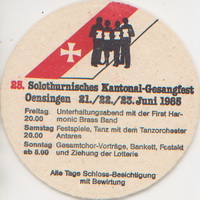 25. Solothurnisches Kantonal-Gesangfest
Oensingen 21./22./23. Juni 1985
Freitag Unterhaltungsabend mit der First Har-
20.00 monic Brass Band
Samstag Festspiele, Tanz mit dem Tanzorchester
20.00 Antares
Sonntag Gesamtchor-Vorträge, Bankett, Festakt
ab 8.00 und Ziehung der Lotterie
Alle Tage Schloss-Besichtigung
mit Bewirtung